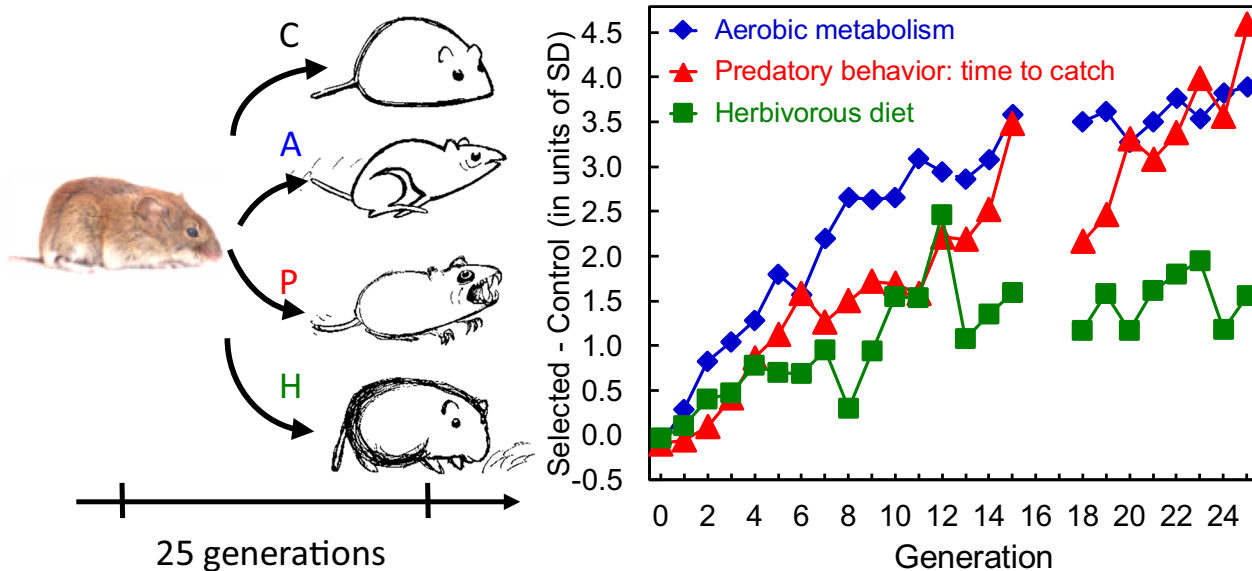 C
A
P
H
25 generations
Selected - Control (in units of SD)
4.5
4.0
3.5
3.0
2.5
2.0
1.5
1.0
0.5
0.0
-0.5
Aerobic metabolism
Predatory behavior: time to catch
Herbivorous diet
0 2 4 6 8 10 12 14 16 18 20 22 24
Generation